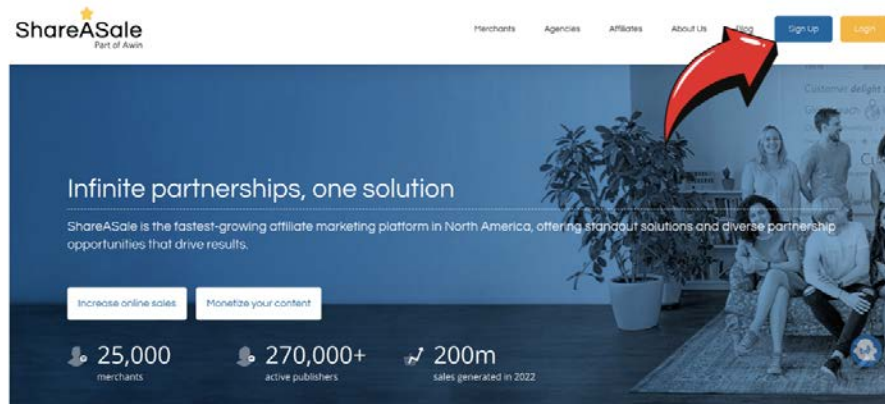 ShareASale
Part of Awin
Merchants Agencies Affiliates About Us Blog Sign Up Login
Customer delight
Infinite partnerships, one solution
ShareASale is the fastest-growing affiliate marketing platform in North America, offering standout solutions and diverse partnership
opportunities that drive results.
Increase online sales Monetize your content
25,000 270,000+ 200m
merchants active publishers sales generated in 2022